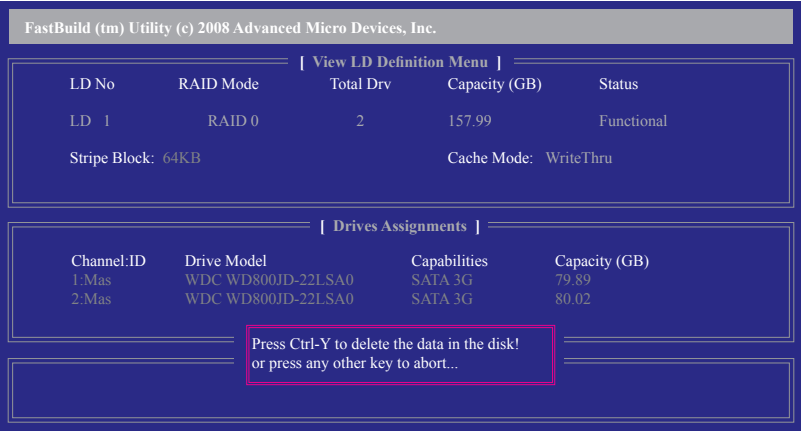 FastBuild (tm) Utility (c) 2008 Advanced Micro Devices, Inc.
[ View LD Definition Menu ]
LD No RAID Mode Total Drv Capacity (GB) Status
LD 1 RAID 0 2 157.99 Functional
Stripe Block: 64KB Cache Mode: WriteThru
[ Drives Assignments ]
Channel:ID Drive Model Capabilities Capacity (GB)
1:Mas WDC WD800JD-22LSA0 SATA 3G 79.89
2:Mas WDC WD800JD-22LSA0 SATA 3G 80.02
Press Ctrl-Y to delete the data in the disk!
or press any other key to abort...